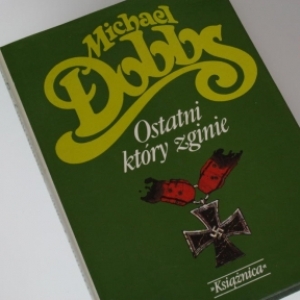 Michael
Dobbs
Ostatni
który zginie
"Książnica"